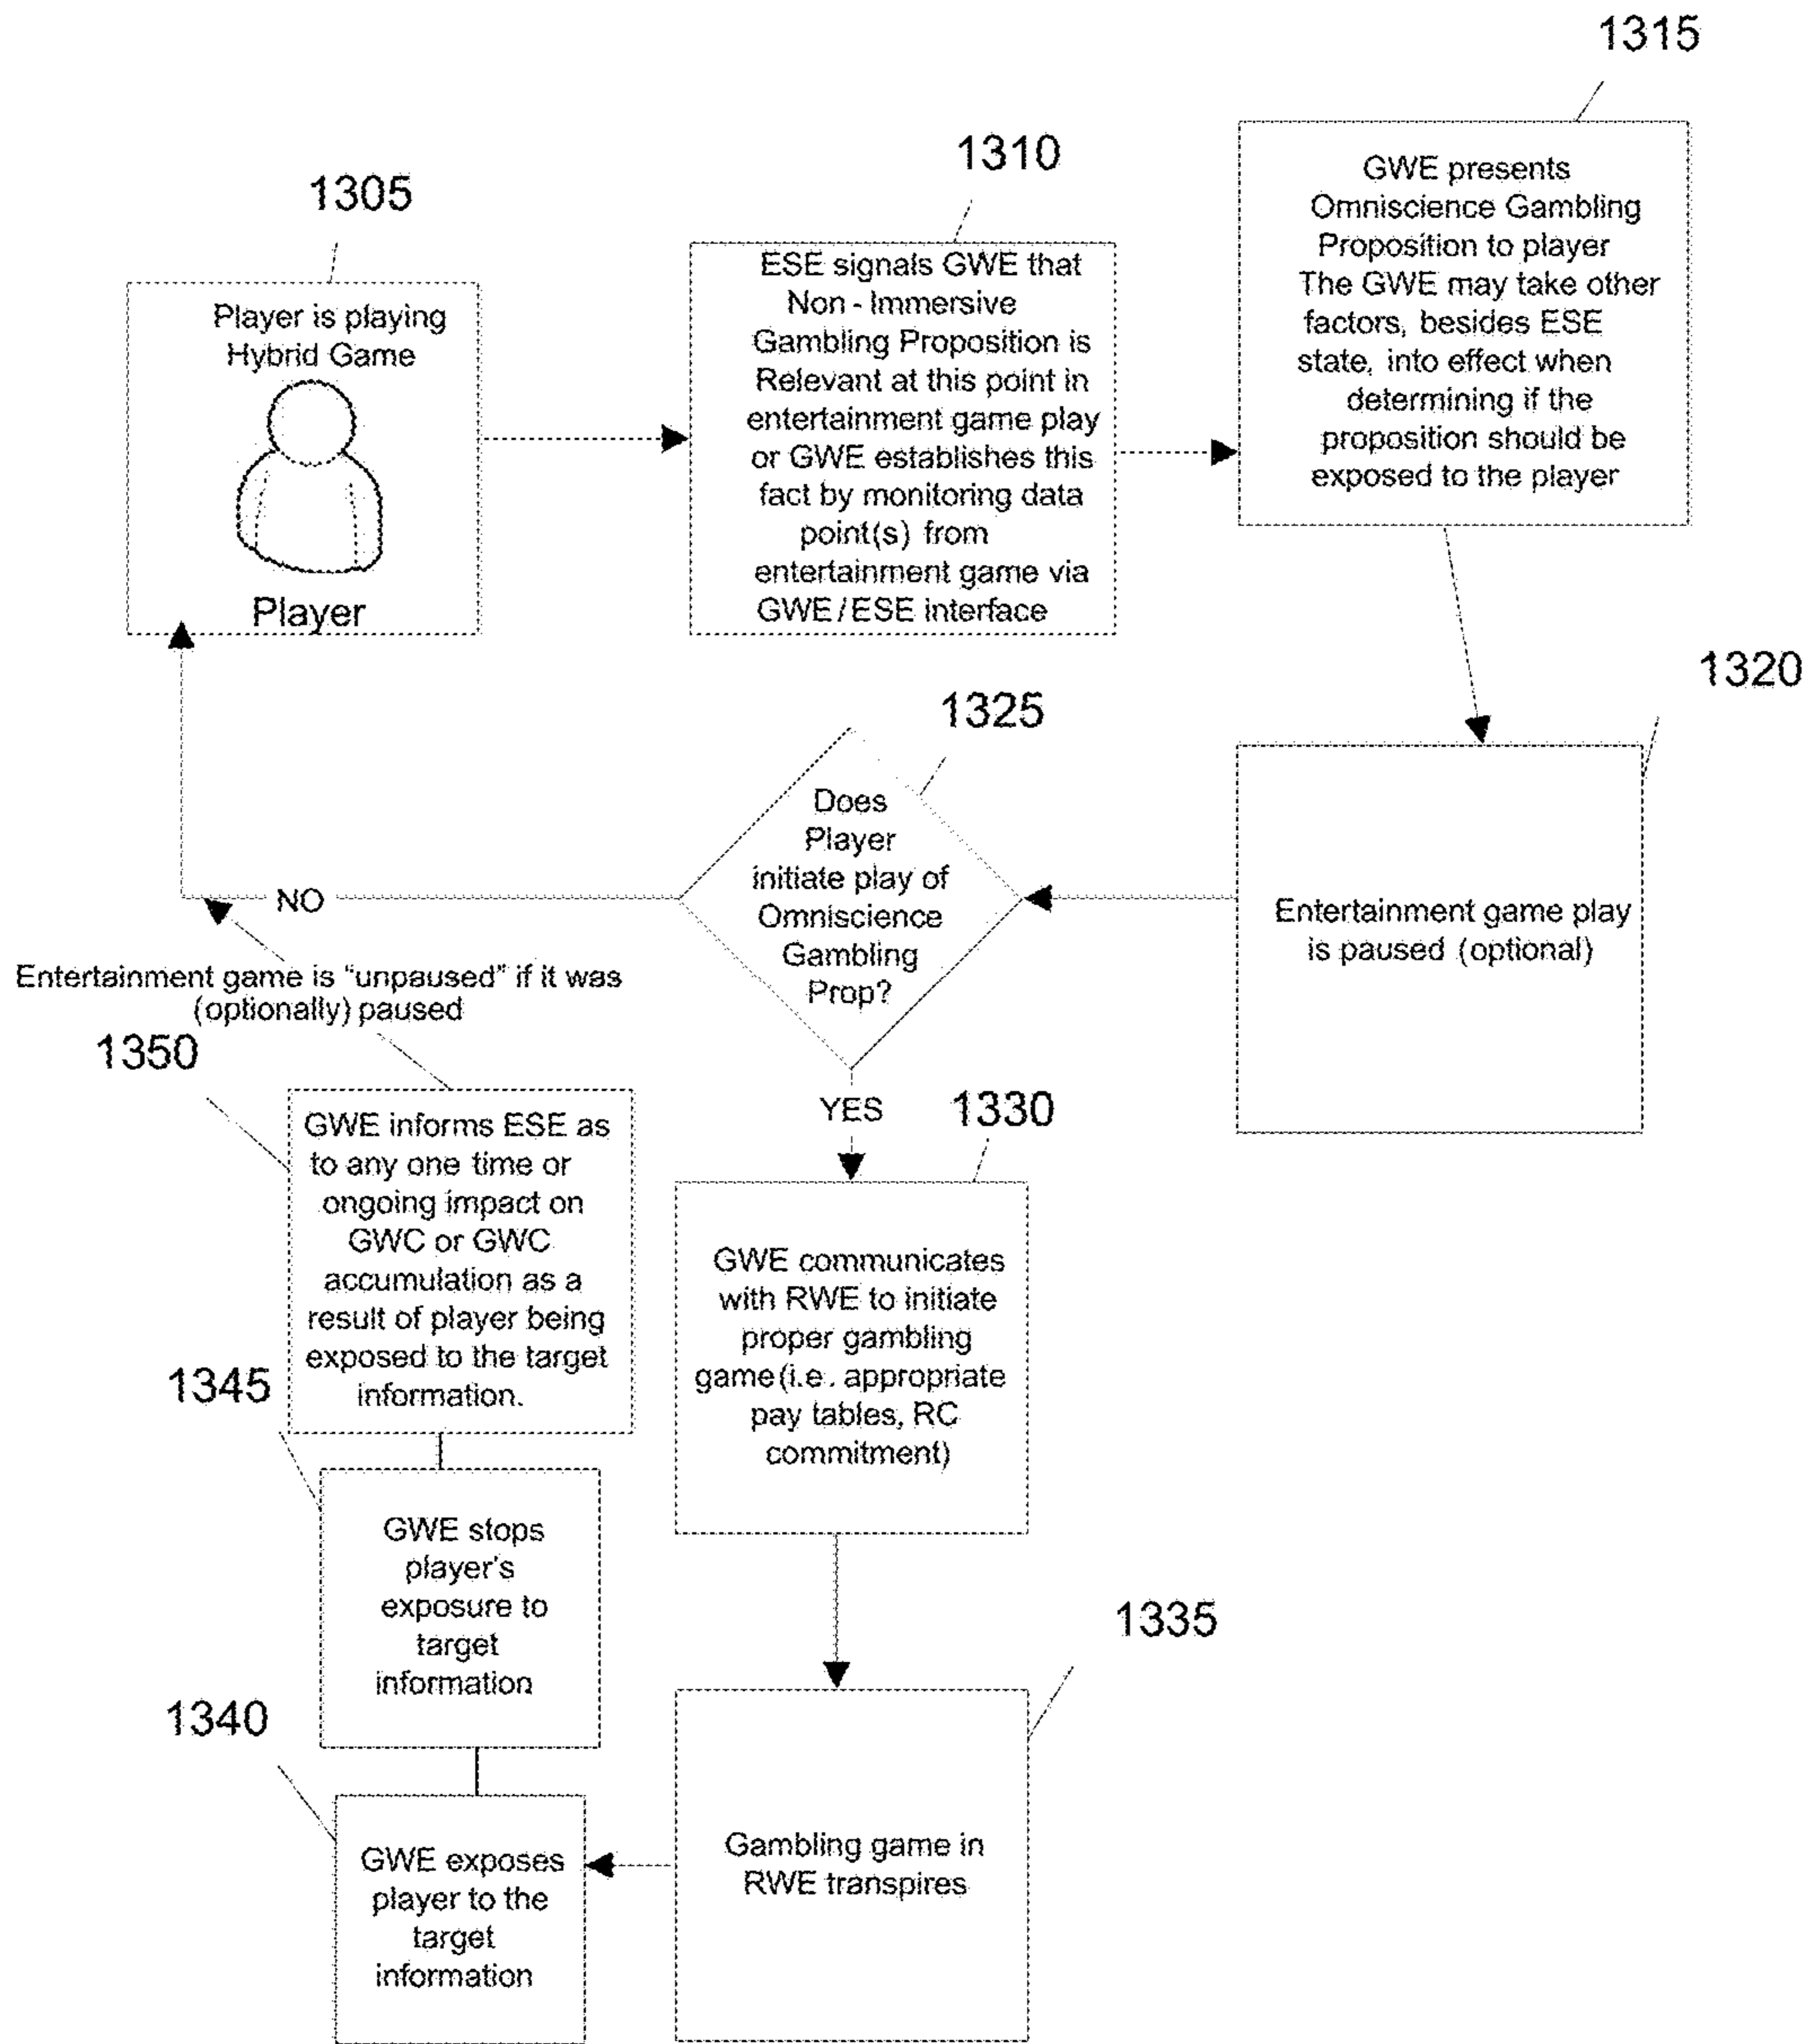 1305
Player is playing
Hybrid Game
Player
1310
ESE signals GWE that
Non - Immersive
Gambling Proposition is
Relevant at this point in
entertainment game play
or GWE establishes this
fact by monitoring data
point(s) from
entertainment game via
GWE/ESE interface
1315
GWE presents
Omniscience Gambling
Proposition to player
The GWE may take other
factors, besides ESE
state, into effect when
determining if the
proposition should be
exposed to the player
1320
Entertainment game play
is paused (optional)
1325
Does
Player
initiate play of
Omniscience
Gambling
Prop?
NO
YES
Entertainment game is “unpaused” if it was
(optionally) paused
1330
GWE communicates
with RWE to initiate
proper gambling
game(i.e. appropriate
pay tables, RC
commitment)
1335
Gambling game in
RWE transpires
1340
GWE exposes
player to the
target
information
1345
GWE stops
player’s
exposure to
target
information
1350
GWE informs ESE as
to any one time or
ongoing impact on
GWC or GWC
accumulation as a
result of player being
exposed to the target
information.